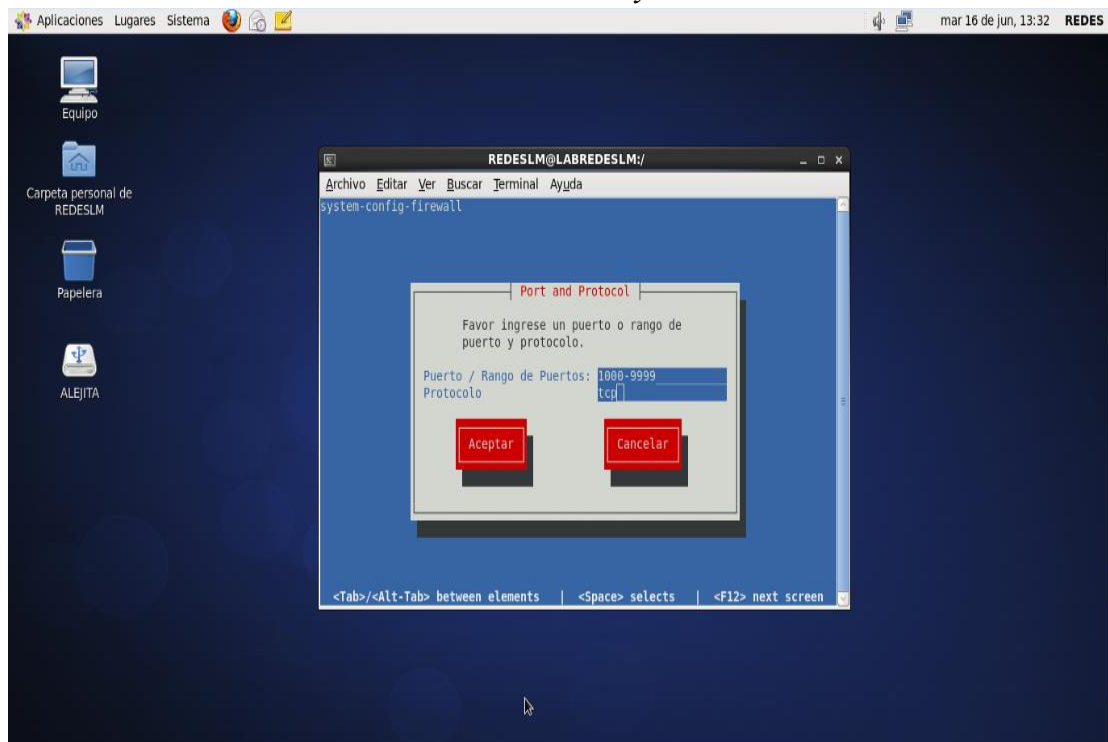 y
Aplicaciones Lugares Sistema
mar 16 de jun, 13:32 REDES
Equipo
Carpeta personal de
REDESLM
Papelera
ALEJITA
REDESLM@LABREDESLM:/
Archivo Editar Ver Buscar Terminal Ayuda
system-config-firewall
Port and Protocol
Favor ingrese un puerto o rango de
puerto y protocolo.
Puerto / Rango de Puertos: 1000-9999
Protocolo tcp
Aceptar Cancelar
<Tab>/<Alt-Tab> between elements | <Space> selects | <F12> next screen